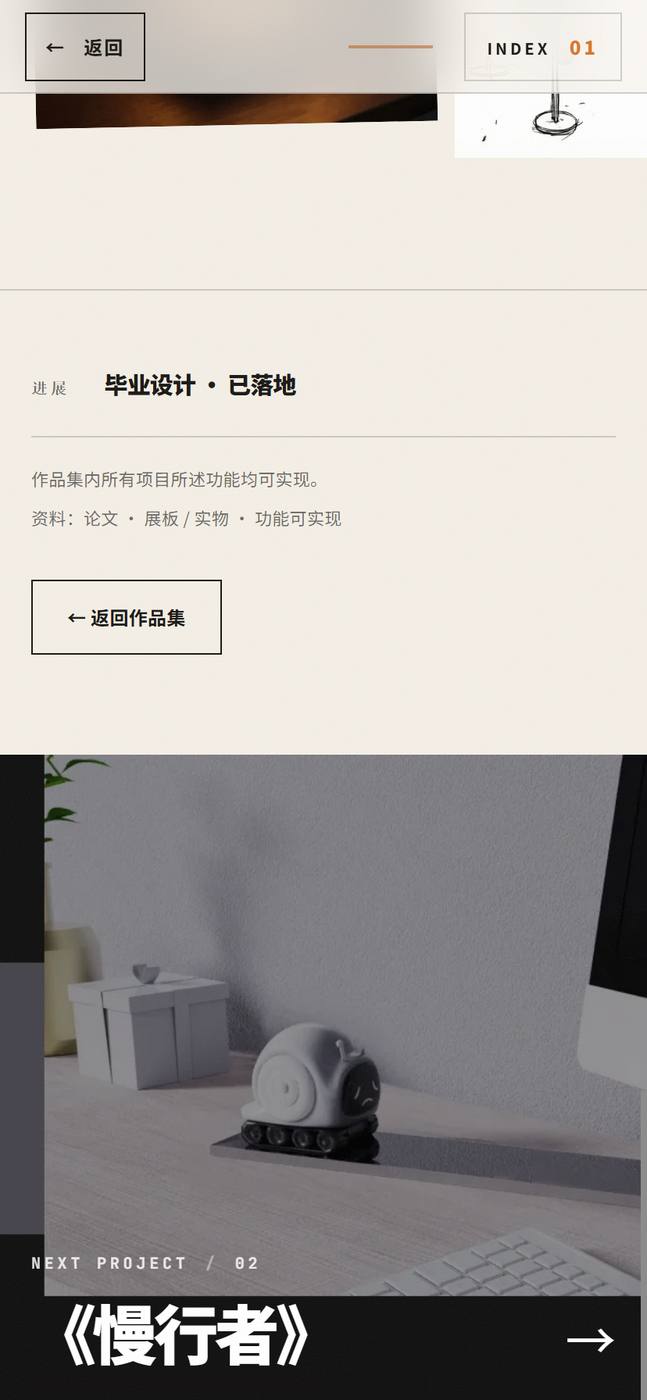 ← 返回
INDEX 01
进展 毕业设计 · 已落地
作品集内所有项目所述功能均可实现。
资料：论文 · 展板 / 实物 · 功能可实现
← 返回作品集
NEXT PROJECT / 02
《慢行者》 →